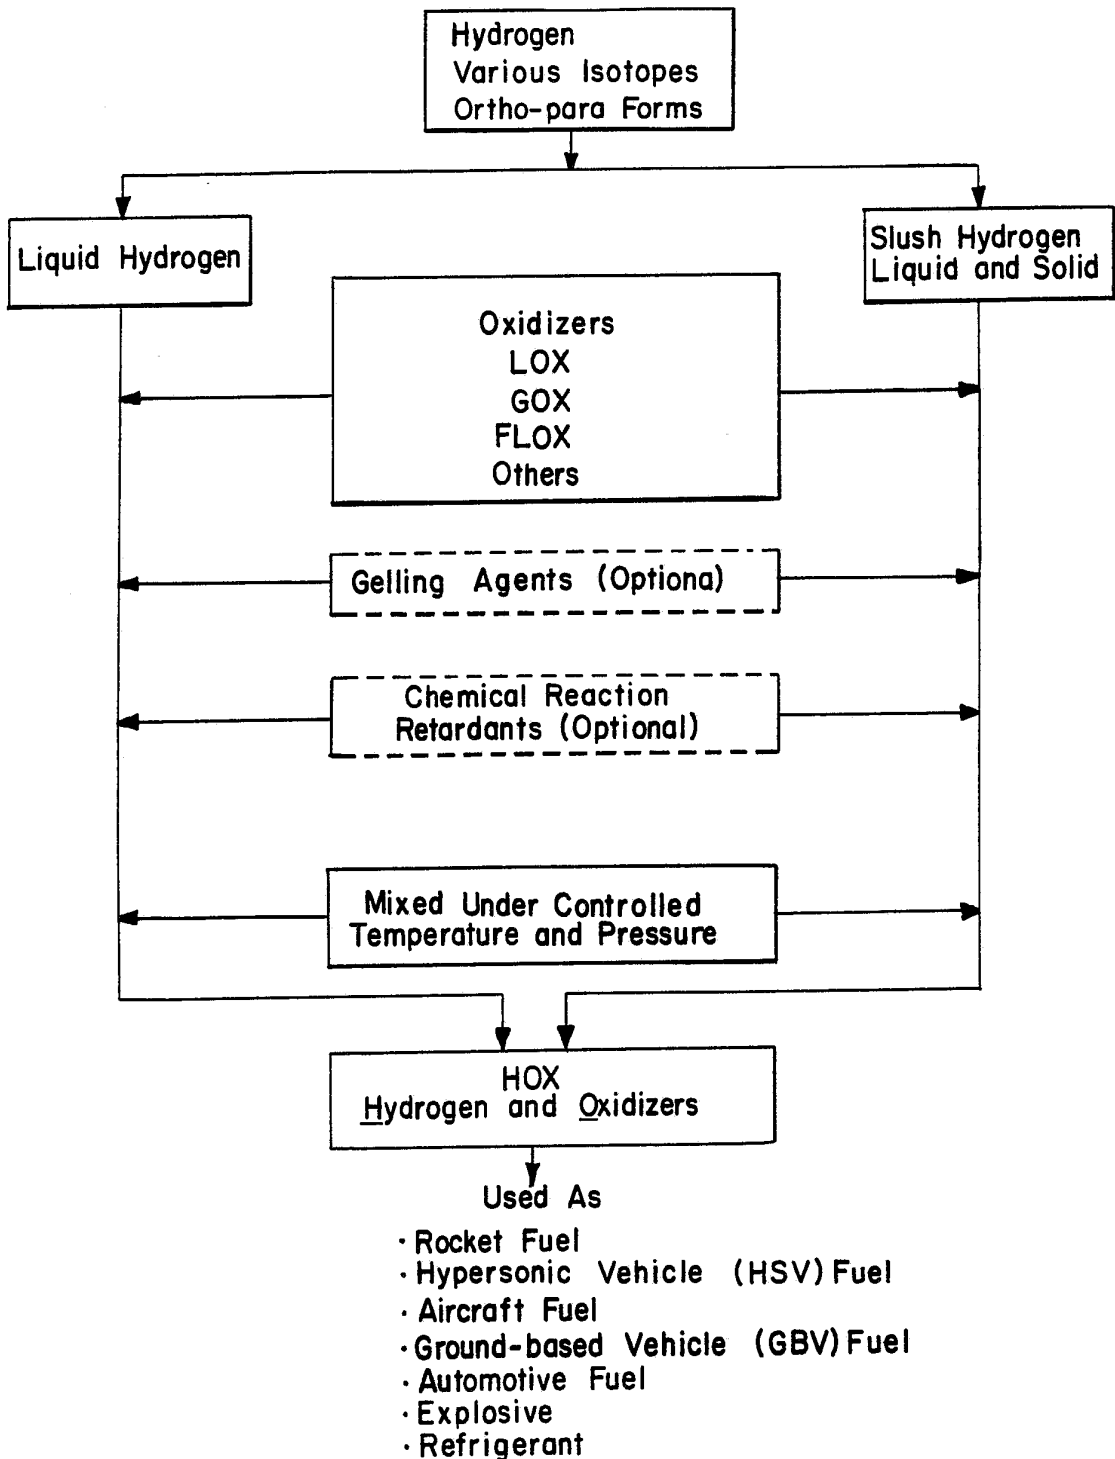 Hydrogen
Various Isotopes
Ortho-para Forms
Liquid Hydrogen
Slush Hydrogen
Liquid and Solid
Oxidizers
LOX
GOX
FLOX
Others
Gelling Agents (Optiona)
Chemical Reaction
Retardants (Optional)
Mixed Under Controlled
Temperature and Pressure
HOX
Hydrogen and Oxidizers
Used As
· Rocket Fuel
· Hypersonic Vehicle (HSV) Fuel
· Aircraft Fuel
· Ground-based Vehicle (GBV) Fuel
· Automotive Fuel
· Explosive
· Refrigerant